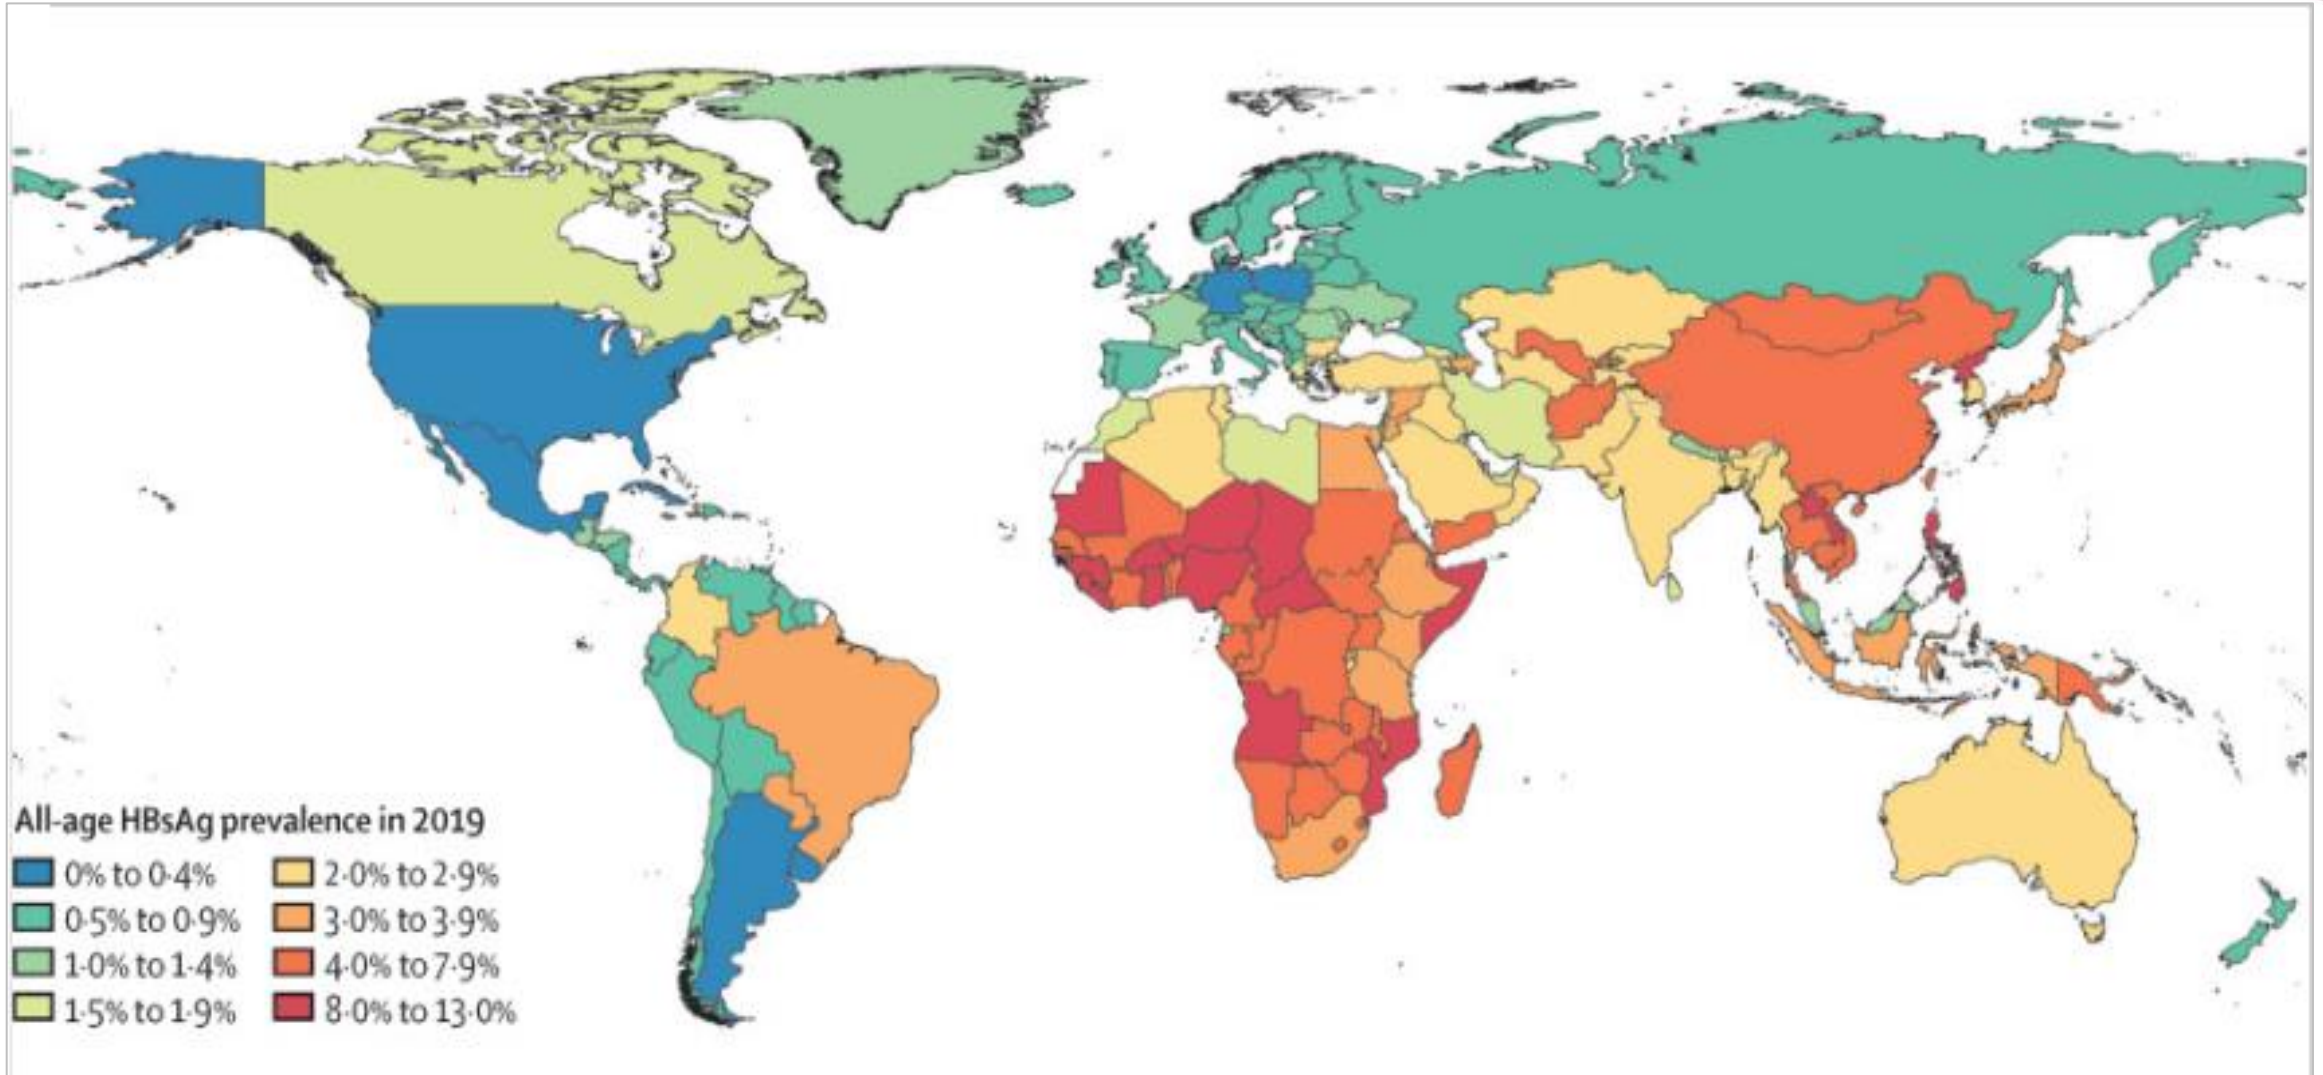 All-age HBsAg prevalence in 2019
0% to 0·4%
0·5% to 0·9%
1·0% to 1·4%
1·5% to 1·9%
2·0% to 2·9%
3·0% to 3·9%
4·0% to 7·9%
8·0% to 13·0%